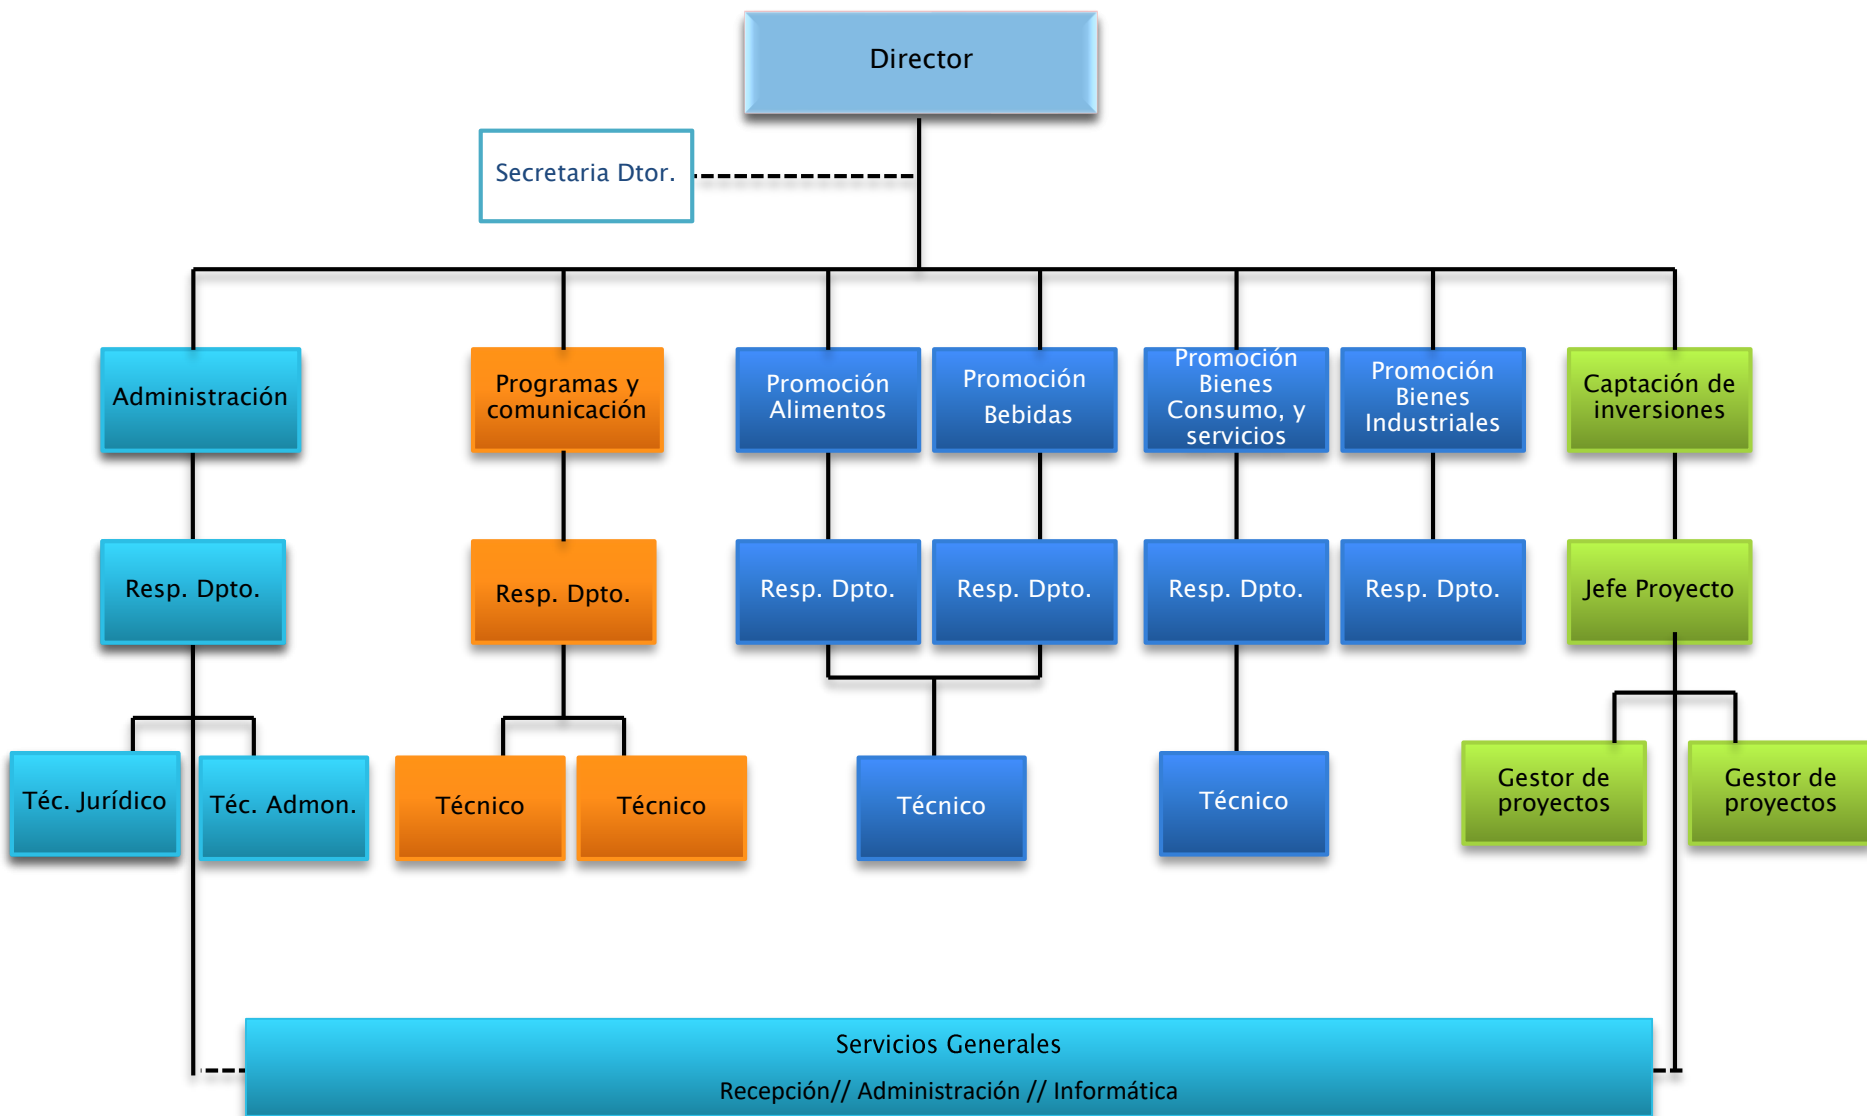 Director
Secretaria Dtor.
Administración
Programas y
comunicación
Promoción
Alimentos
Promoción
Bebidas
Promoción
Bienes
Consumo, y
servicios
Promoción
Bienes
Industriales
Captación de
inversiones
Resp. Dpto.
Resp. Dpto.
Resp. Dpto.
Resp. Dpto.
Resp. Dpto.
Resp. Dpto.
Jefe Proyecto
Téc. Jurídico
Téc. Admon.
Técnico
Técnico
Técnico
Técnico
Gestor de
proyectos
Gestor de
proyectos
Servicios Generales
Recepción// Administración // Informática